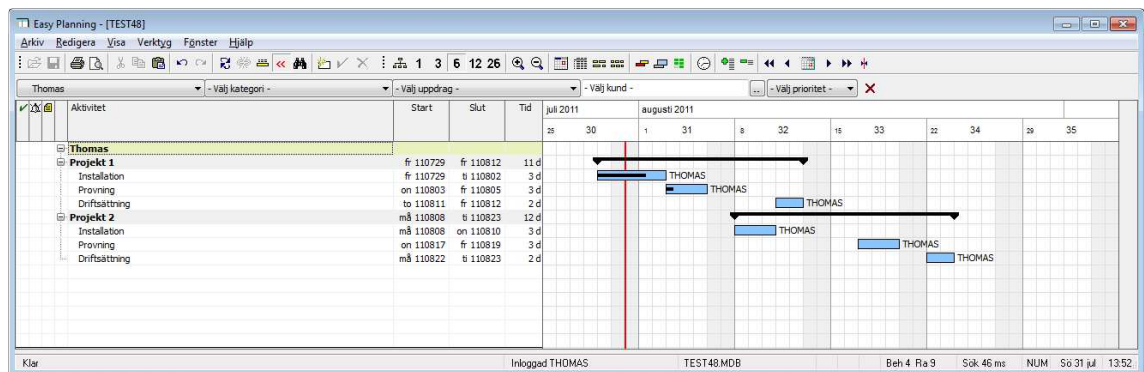 Easy Planning - [TEST48]
Arkiv Redigera Visa Verktyg Fönster Hjälp
1 3 6 12 26
Thomas - Välj kategori - - Välj uppdrag - - Välj kund - .. - Välj prioritet -
Aktivitet Start Slut Tid juli 2011 augusti 2011
25 30 1 31 8 32 15 33 22 34 29 35
Thomas
Projekt 1 fr 110729 fr 110812 11 d
Installation fr 110729 ti 110802 3 d THOMAS
Provning on 110803 fr 110805 3 d THOMAS
Driftsättning to 110811 fr 110812 2 d THOMAS
Projekt 2 må 110808 ti 110823 12 d
Installation må 110808 on 110810 3 d THOMAS
Provning on 110817 fr 110819 3 d THOMAS
Driftsättning må 110822 ti 110823 2 d THOMAS
Klar Inloggad THOMAS TEST48.MDB Beh 4 Ra 9 Sök 46 ms NUM Sö 31 jul 13:52